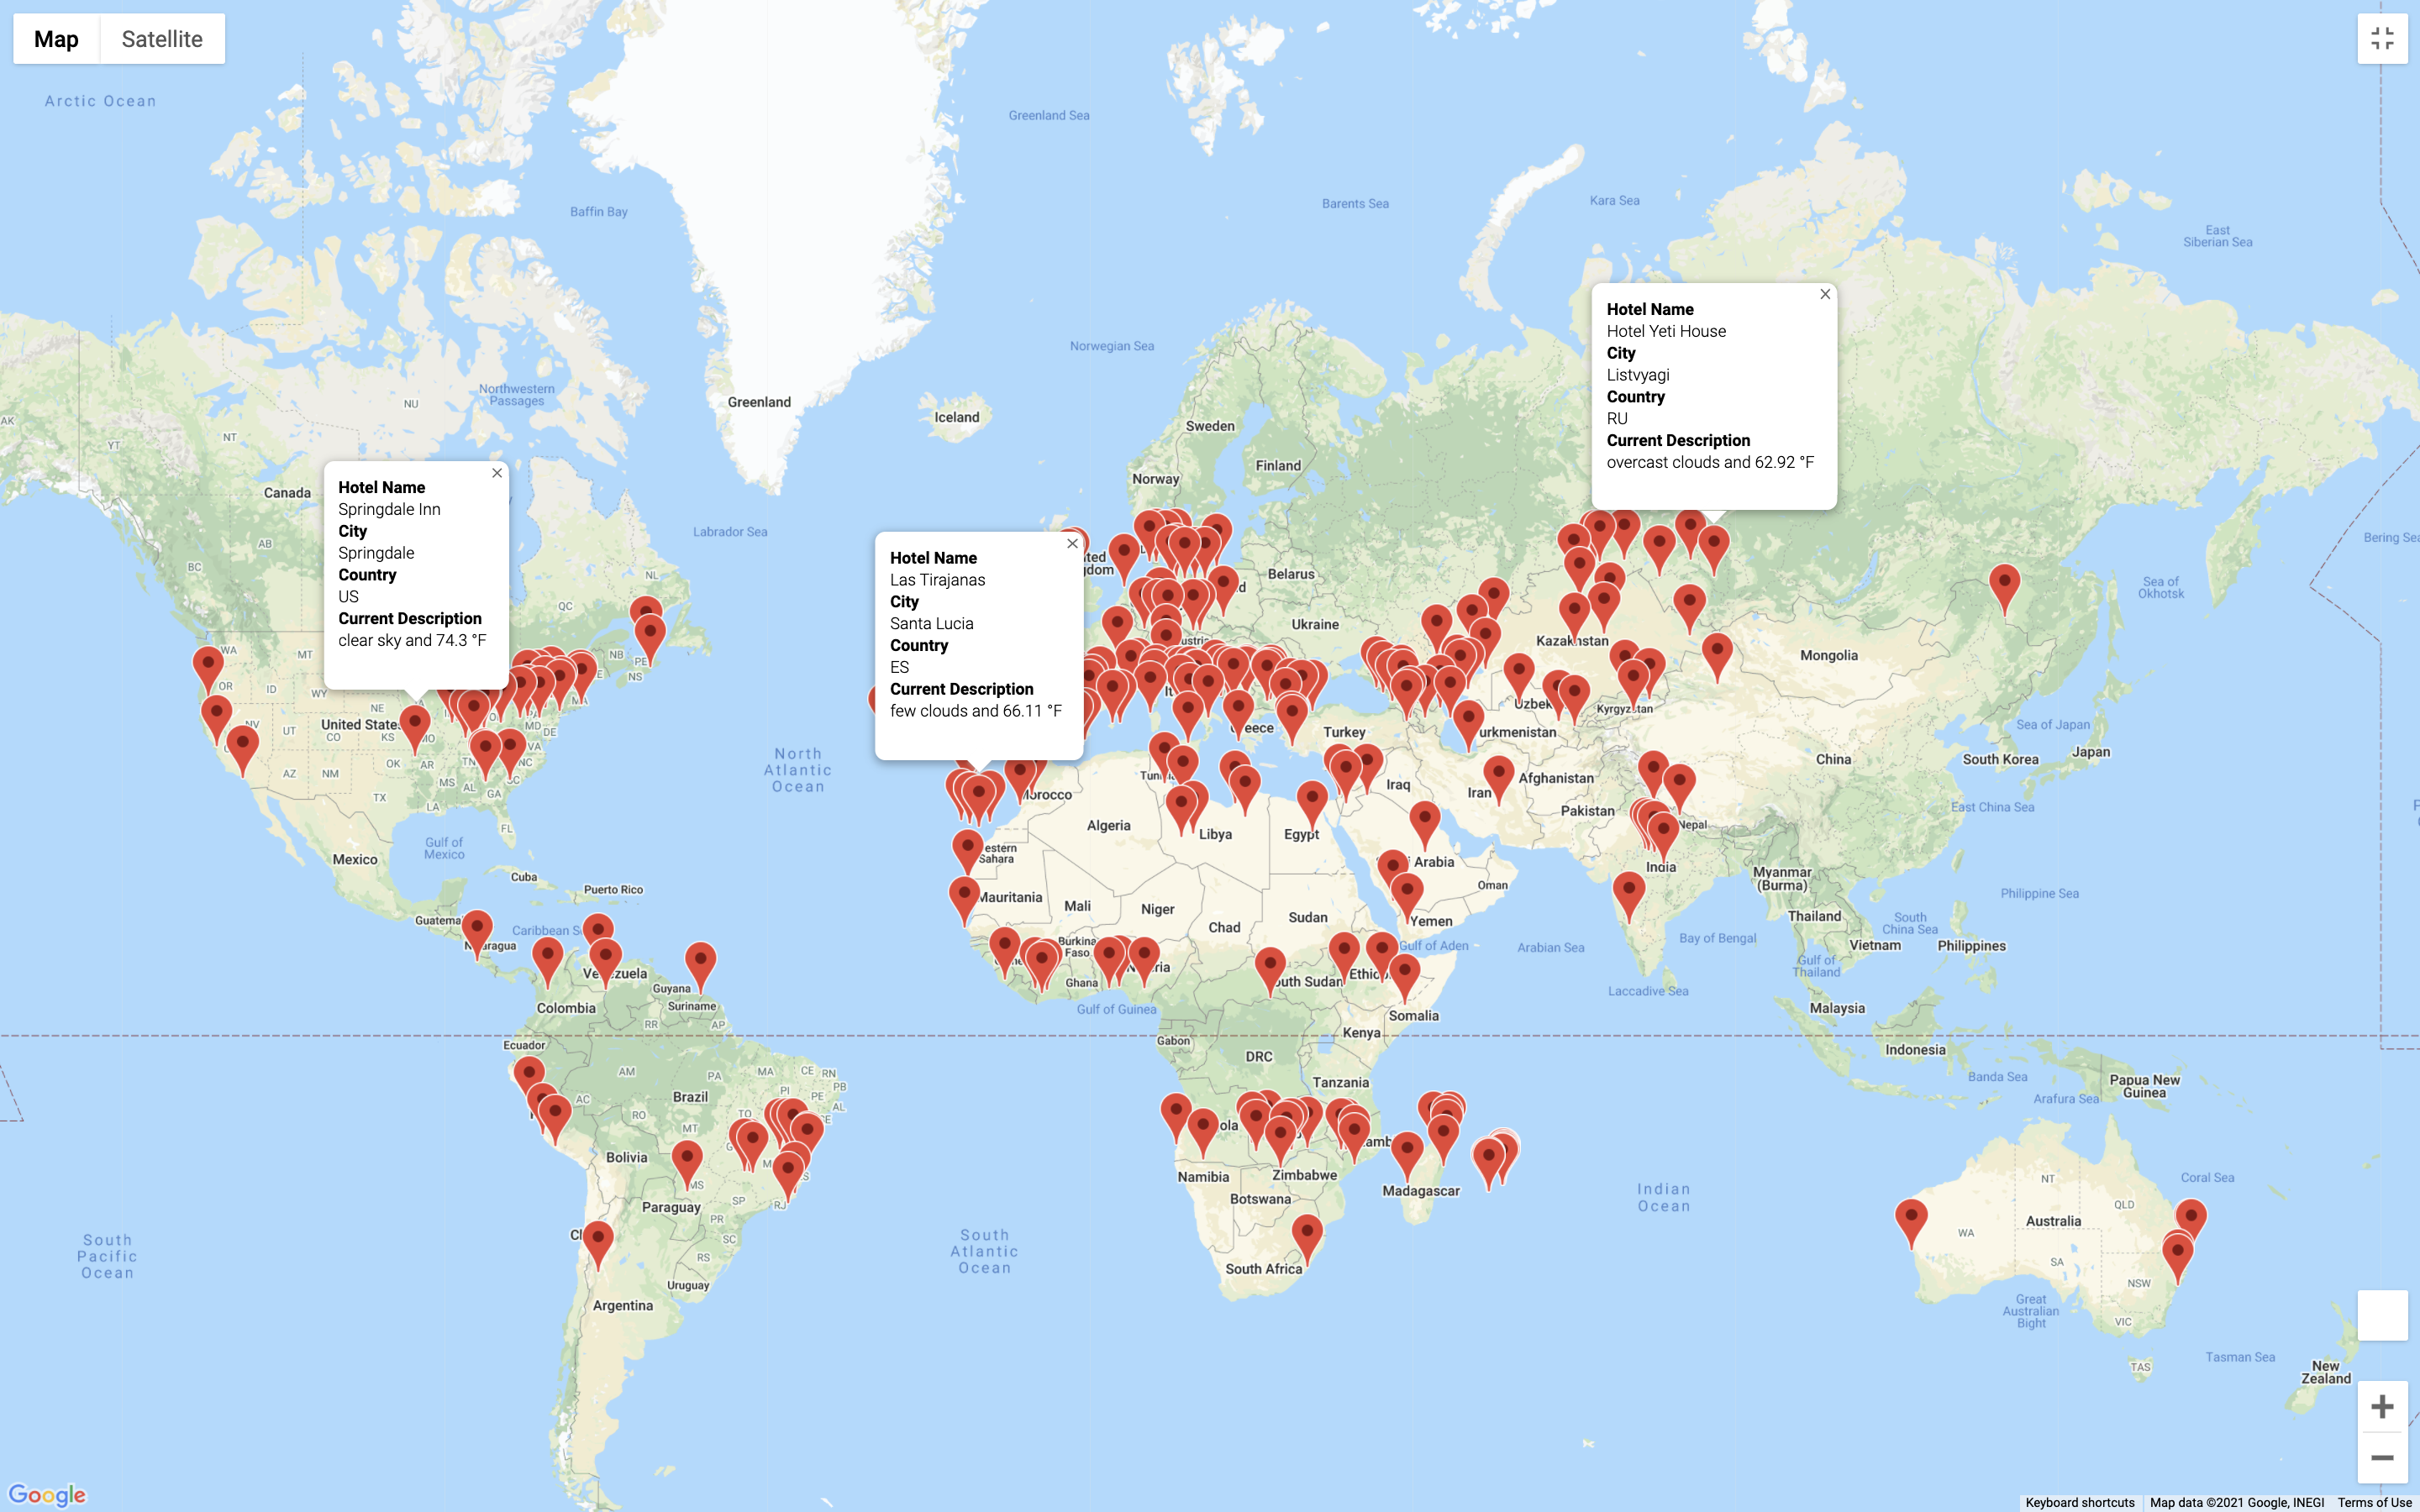 Map
Satellite
Arctic Ocean
Greenland Sea
Barents Sea
Kara Sea
Baffin Bay
East
Siberian Sea
Norwegian Sea
Northwestern
Passages
NU
Greenland
Iceland
AK
YT
NT
Sweden
Finland
Norway
Hotel Name
Hotel Yeti House
City
Listvyagi
Country
RU
Current Description
overcast clouds and 62.92 °F
Canada
Hotel Name
Springdale Inn
City
Springdale
Country
US
Current Description
clear sky and 74.3 °F
Labrador Sea
AB
BC
NL
QC
Hotel Name
Las Tirajanas
City
Santa Lucia
Country
ES
Current Description
few clouds and 66.11 °F
Belarus
Ukraine
Bering Sea
Sea of
Okhotsk
Kazakhstan
Mongolia
WA
MT
OR
ID
WY
NB
PE
NS
NV
UT
CO
NE
KS
MO
United States
MA
MD
DE
VA
NC
SC
TN
OK
AR
AZ
NM
MS
AL
GA
TX
LA
FL
North
Atlantic
Ocean
Greece
Turkey
Uzbek
Kyrgyzstan
urkmenistan
Sea of Japan
China
South Korea
Japan
Afghanistan
Iran
Iraq
Pakistan
Nepal
East China Sea
Morocco
Algeria
Libya
Egypt
estern
Sahara
Arabia
Oman
India
Myanmar
(Burma)
Philippine Sea
Gulf of
Mexico
Mexico
Cuba
Puerto Rico
Guatema
Caribbean S
Mauritania
Mali
Niger
Chad
Sudan
Yemen
Gulf of Aden
Arabian Sea
Bay of Bengal
Thailand
South
China Sea
Vietnam
Philippines
Gulf of
Thailand
Burkina
Faso
Ghana
Gulf of Guinea
outh Sudan
Ethio
Somalia
Laccadive Sea
Malaysia
Venezuela
Guyana
Suriname
Colombia
RR
AP
Ecuador
Gabon
Kenya
DRC
Tanzania
Indonesia
Banda Sea
Papua New
Guinea
Arafura Sea
AM
PA
MA
CE
RN
PB
PI
PE
AL
AC
RO
TO
Brazil
MT
Bolivia
MS
SP
RJ
Paraguay
PR
SC
RS
Uruguay
Argentina
Namibia
Zimbabwe
Botswana
Madagascar
South Africa
South
Pacific
Ocean
South
Atlantic
Ocean
Indian
Ocean
Coral Sea
NT
QLD
Australia
WA
SA
NSW
Great
Australian
Bight
VIC
TAS
Tasman Sea
New
Zealand
Google
Keyboard shortcuts
Map data ©2021 Google, INEGI
Terms of Use